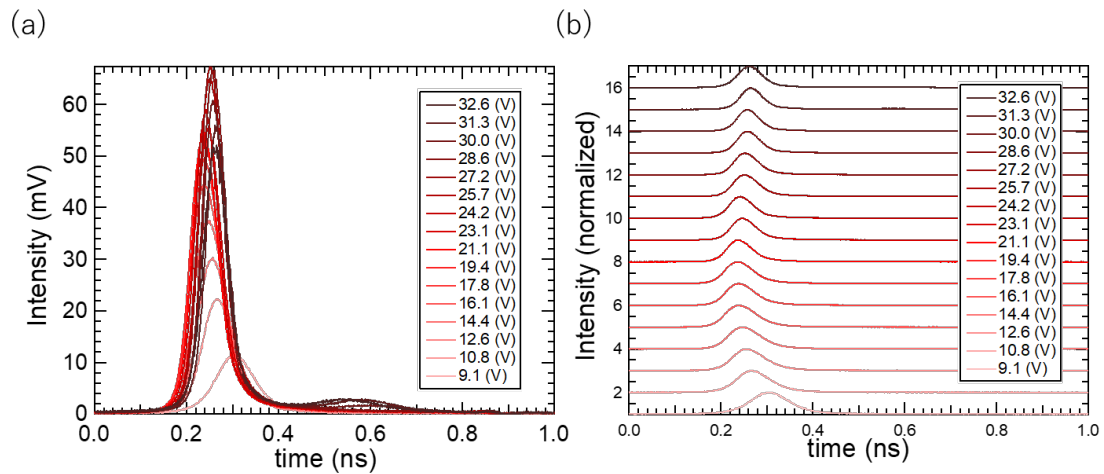 (a)
(b)
Intensity (mV)
60
50
40
30
20
10
0
0.0 0.2 0.4 0.6 0.8 1.0
time (ns)
32.6 (V)
31.3 (V)
30.0 (V)
28.6 (V)
27.2 (V)
25.7 (V)
24.2 (V)
23.1 (V)
21.1 (V)
19.4 (V)
17.8 (V)
16.1 (V)
14.4 (V)
12.6 (V)
10.8 (V)
9.1 (V)
Intensity (normalized)
16
14
12
10
8
6
4
2
0.0 0.2 0.4 0.6 0.8 1.0
time (ns)
32.6 (V)
31.3 (V)
30.0 (V)
28.6 (V)
27.2 (V)
25.7 (V)
24.2 (V)
23.1 (V)
21.1 (V)
19.4 (V)
17.8 (V)
16.1 (V)
14.4 (V)
12.6 (V)
10.8 (V)
9.1 (V)